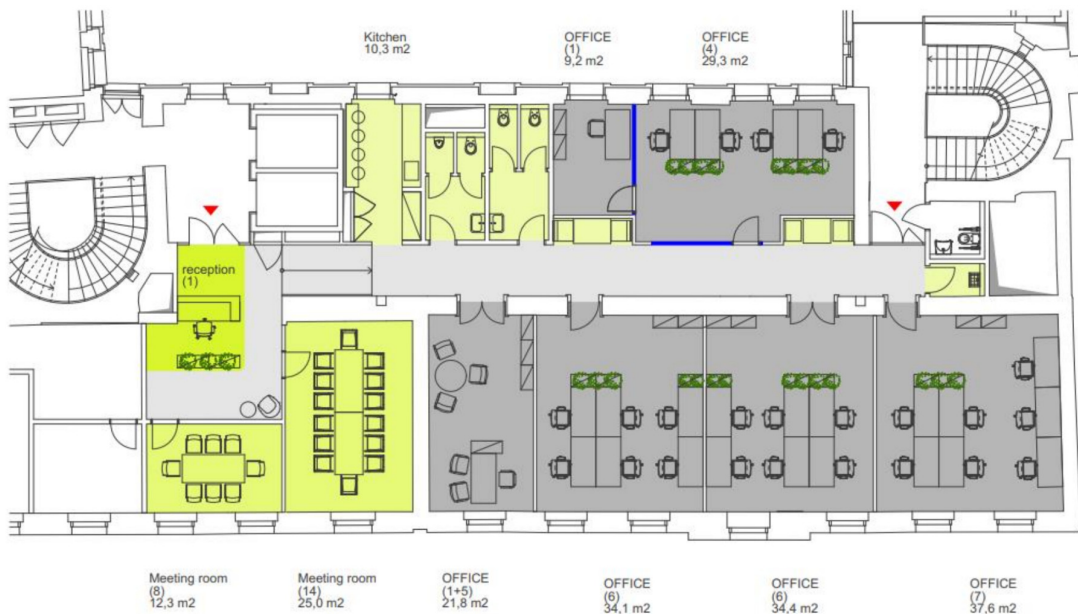 Kitchen
10,3 m2
OFFICE
(1)
9,2 m2
OFFICE
(4)
29,3 m2
reception
(1)
Meeting room
(8)
12,3 m2
Meeting room
(14)
25,0 m2
OFFICE
(1+5)
21,8 m2
OFFICE
(6)
34,1 m2
OFFICE
(6)
34,4 m2
OFFICE
(7)
37,6 m2